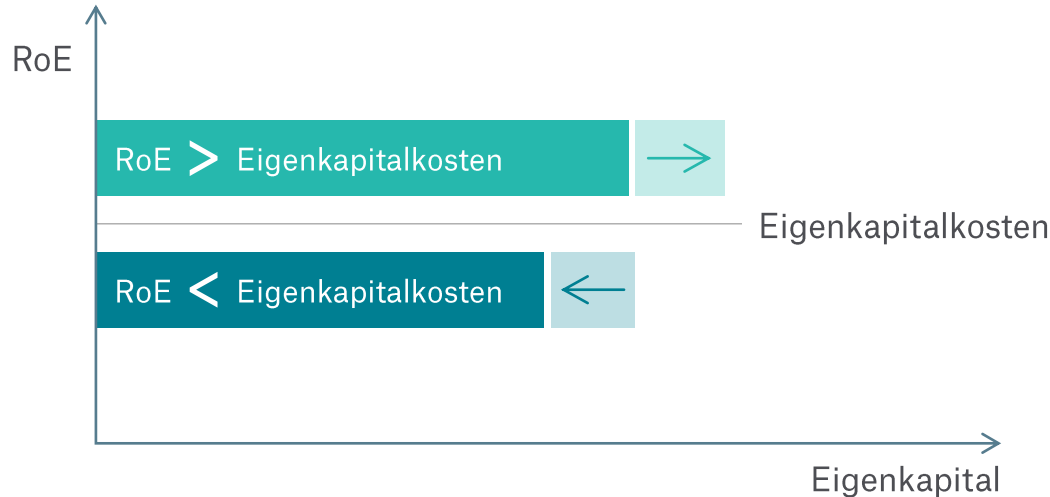 RoE
RoE > Eigenkapitalkosten
Eigenkapitalkosten
RoE < Eigenkapitalkosten
Eigenkapital